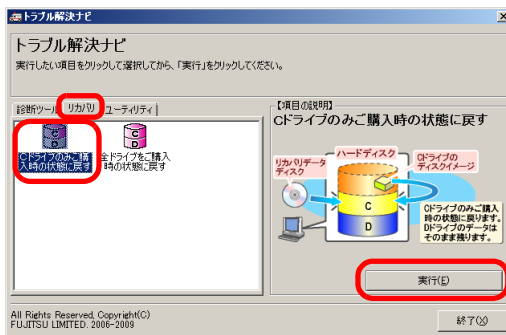 トラブル解決ナビ
トラブル解決ナビ
実行したい項目をクリックして選択してから、「実行」をクリックしてください。
診断ツール
リカバリ
ユーティリティ
Cドライブのみご購
入時の状態に戻す
全ドライブをご購入
時の状態に戻す
【項目の説明】
Cドライブのみご購入時の状態に戻す
リカバリデータ
ディスク
ハードディスク
Cドライブの
ディスクイメージ
C
D
Cドライブのみご購入
時の状態に戻ります。
Dドライブのデータは
そのまま残ります。
実行(E)
All Rights Reserved, Copyright(C)
FUJITSU LIMITED. 2006-2009
終了(X)